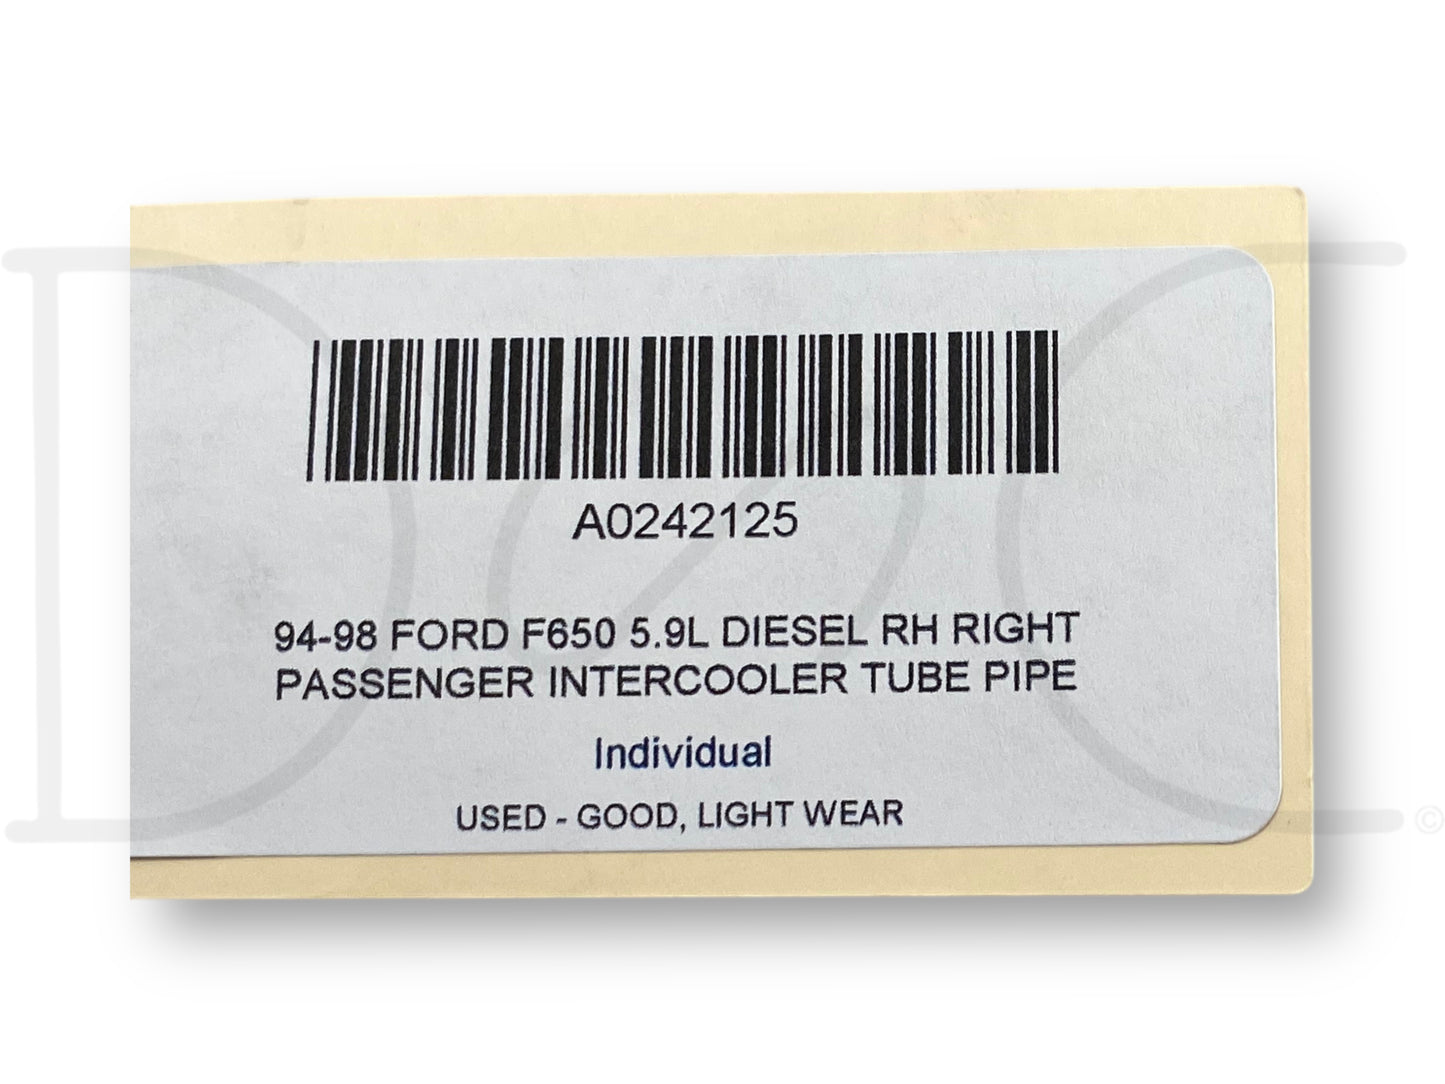 A0242125
94-98 FORD F650 5.9L DIESEL RH RIGHT
PASSENGER INTERCOOLER TUBE PIPE
Individual
USED - GOOD, LIGHT WEAR
©